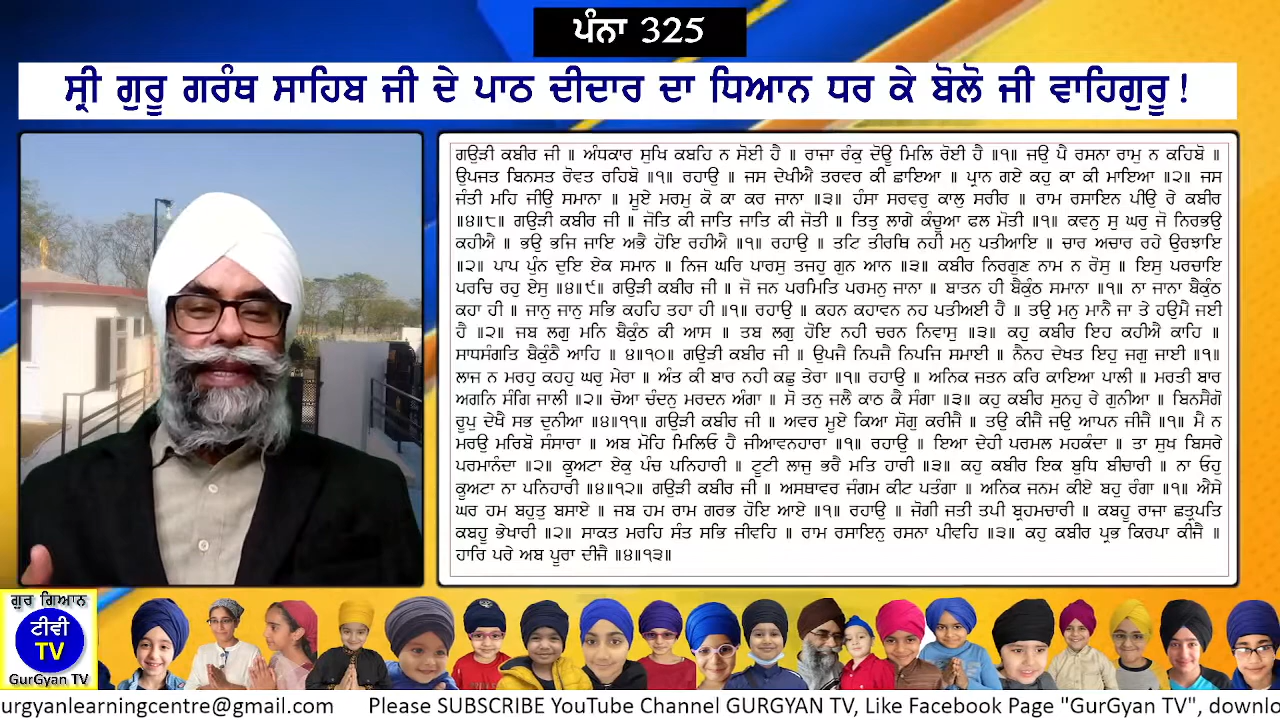 ਪੰਨਾ 325
ਸ੍ਰੀ ਗੁਰੂ ਗਰੰਥ ਸਾਹਿਬ ਜੀ ਦੇ ਪਾਠ ਦੀਦਾਰ ਦਾ ਧਿਆਨ ਧਰ ਕੇ ਬੋਲੋ ਜੀ ਵਾਹਿਗੁਰੂ !
ਗਉੜੀ ਕਬੀਰ ਜੀ ॥ ਅੰਧਕਾਰ ਸੁਖਿ ਕਬਹਿ ਨ ਸੋਈ ਹੈ ॥ ਰਾਜਾ ਰੰਕੁ ਦੋਊ ਮਿਲਿ ਰੋਈ ਹੈ ॥੧॥ ਜਉ ਪੈ ਰਸਨਾ ਰਾਮੁ ਨ ਕਹਿਬੋ ॥
ਉਪਜਤ ਬਿਨਸਤ ਰੋਵਤ ਰਹਿਬੋ ॥੧॥ ਰਹਾਉ ॥ ਜਸ ਦੇਖੀਐ ਤਰਵਰ ਕੀ ਛਾਇਆ ॥ ਪ੍ਰਾਨ ਗਏ ਕਹੁ ਕਾ ਕੀ ਮਾਇਆ ॥੨॥ ਜਸ
ਜੰਤੀ ਮਹਿ ਜੀਉ ਸਮਾਨਾ ॥ ਮੂਏ ਮਰਮੁ ਕੋ ਕਾ ਕਰ ਜਾਨਾ ॥੩॥ ਹੰਸਾ ਸਰਵਰੁ ਕਾਲੁ ਸਰੀਰ ॥ ਰਾਮ ਰਸਾਇਨ ਪੀਉ ਰੇ ਕਬੀਰ
॥੪॥੮॥ ਗਉੜੀ ਕਬੀਰ ਜੀ ॥ ਜੋਤਿ ਕੀ ਜਾਤਿ ਜਾਤਿ ਕੀ ਜੋਤੀ ॥ ਤਿਤੁ ਲਾਗੇ ਕੰਚੂਆ ਫਲ ਮੋਤੀ ॥੧॥ ਕਵਨੁ ਸੁ ਘਰੁ ਜੋ ਨਿਰਭਉ
ਕਹੀਐ ॥ ਭਉ ਭਜਿ ਜਾਇ ਅਭੈ ਹੋਇ ਰਹੀਐ ॥੧॥ ਰਹਾਉ ॥ ਤਟਿ ਤੀਰਥਿ ਨਹੀ ਮਨੁ ਪਤੀਆਇ ॥ ਚਾਰ ਅਚਾਰ ਰਹੇ ਉਰਝਾਇ
॥੨॥ ਪਾਪ ਪੁੰਨ ਦੁਇ ਏਕ ਸਮਾਨ ॥ ਨਿਜ ਘਰਿ ਪਾਰਸੁ ਤਜਹੁ ਗੁਨ ਆਨ ॥੩॥ ਕਬੀਰ ਨਿਰਗੁਣ ਨਾਮ ਨ ਰੋਸੁ ॥ ਇਸੁ ਪਰਚਾਇ
ਪਰਚਿ ਰਹੁ ਏਸੁ ॥੪॥੯॥ ਗਉੜੀ ਕਬੀਰ ਜੀ ॥ ਜੋ ਜਨ ਪਰਮਿਤਿ ਪਰਮਨੁ ਜਾਨਾ ॥ ਬਾਤਨ ਹੀ ਬੈਕੁੰਠ ਸਮਾਨਾ ॥੧॥ ਨਾ ਜਾਨਾ ਬੈਕੁੰਠ
ਕਹਾ ਹੀ ॥ ਜਾਨੁ ਜਾਨੁ ਸਭਿ ਕਹਹਿ ਤਹਾ ਹੀ ॥੧॥ ਰਹਾਉ ॥ ਕਹਨ ਕਹਾਵਨ ਨਹ ਪਤੀਅਈ ਹੈ ॥ ਤਉ ਮਨੁ ਮਾਨੈ ਜਾ ਤੇ ਹਉਮੈ ਜਈ
ਹੈ ॥੨॥ ਜਬ ਲਗੁ ਮਨਿ ਬੈਕੁੰਠ ਕੀ ਆਸ ॥ ਤਬ ਲਗੁ ਹੋਇ ਨਹੀ ਚਰਨ ਨਿਵਾਸੁ ॥੩॥ ਕਹੁ ਕਬੀਰ ਇਹ ਕਹੀਐ ਕਾਹਿ ॥
ਸਾਧਸੰਗਤਿ ਬੈਕੁੰਠੈ ਆਹਿ ॥ ੪॥੧੦॥ ਗਉੜੀ ਕਬੀਰ ਜੀ ॥ ਉਪਜੈ ਨਿਪਜੈ ਨਿਪਜਿ ਸਮਾਈ ॥ ਨੈਨਹ ਦੇਖਤ ਇਹੁ ਜਗੁ ਜਾਈ ॥੧॥
ਲਾਜ ਨ ਮਰਹੁ ਕਹਹੁ ਘਰੁ ਮੇਰਾ ॥ ਅੰਤ ਕੀ ਬਾਰ ਨਹੀ ਕਛੁ ਤੇਰਾ ॥੧॥ ਰਹਾਉ ॥ ਅਨਿਕ ਜਤਨ ਕਰਿ ਕਾਇਆ ਪਾਲੀ ॥ ਮਰਤੀ ਬਾਰ
ਅਗਨਿ ਸੰਗਿ ਜਾਲੀ ॥੨॥ ਚੋਆ ਚੰਦਨੁ ਮਰਦਨ ਅੰਗਾ ॥ ਸੋ ਤਨੁ ਜਲੈ ਕਾਠ ਕੈ ਸੰਗਾ ॥੩॥ ਕਹੁ ਕਬੀਰ ਸੁਨਹੁ ਰੇ ਗੁਨੀਆ ॥ ਬਿਨਸੈਗੋ
ਰੂਪੁ ਦੇਖੈ ਸਭ ਦੁਨੀਆ ॥੪॥੧੧॥ ਗਉੜੀ ਕਬੀਰ ਜੀ ॥ ਅਵਰ ਮੂਏ ਕਿਆ ਸੋਗੁ ਕਰੀਜੈ ॥ ਤਉ ਕੀਜੈ ਜਉ ਆਪਨ ਜੀਜੈ ॥੧॥ ਮੈ ਨ
ਮਰਉ ਮਰਿਬੋ ਸੰਸਾਰਾ ॥ ਅਬ ਮੋਹਿ ਮਿਲਿਓ ਹੈ ਜੀਆਵਨਹਾਰਾ ॥੧॥ ਰਹਾਉ ॥ ਇਆ ਦੇਹੀ ਪਰਮਲ ਮਹਕੰਦਾ ॥ ਤਾ ਸੁਖ ਬਿਸਰੇ
ਪਰਮਾਨੰਦਾ ॥੨॥ ਕੂਅਟਾ ਏਕੁ ਪੰਚ ਪਨਿਹਾਰੀ ॥ ਟੂਟੀ ਲਾਜੁ ਭਰੈ ਮਤਿ ਹਾਰੀ ॥੩॥ ਕਹੁ ਕਬੀਰ ਇਕ ਬੁਧਿ ਬੀਚਾਰੀ ॥ ਨਾ ਓਹੁ
ਕੂਅਟਾ ਨਾ ਪਨਿਹਾਰੀ ॥੪॥੧੨॥ ਗਉੜੀ ਕਬੀਰ ਜੀ ॥ ਅਸਥਾਵਰ ਜੰਗਮ ਕੀਟ ਪਤੰਗਾ ॥ ਅਨਿਕ ਜਨਮ ਕੀਏ ਬਹੁ ਰੰਗਾ ॥੧॥ ਐਸੇ
ਘਰ ਹਮ ਬਹੁਤੁ ਬਸਾਏ ॥ ਜਬ ਹਮ ਰਾਮ ਗਰਭ ਹੋਇ ਆਏ ॥੧॥ ਰਹਾਉ ॥ ਜੋਗੀ ਜਤੀ ਤਪੀ ਬ੍ਰਹਮਚਾਰੀ ॥ ਕਬਹੂ ਰਾਜਾ ਛਤ੍ਰਪਤਿ
ਕਬਹੂ ਭੇਖਾਰੀ ॥੨॥ ਸਾਕਤ ਮਰਹਿ ਸੰਤ ਸਭਿ ਜੀਵਹਿ ॥ ਰਾਮ ਰਸਾਇਨੁ ਰਸਨਾ ਪੀਵਹਿ ॥੩॥ ਕਹੁ ਕਬੀਰ ਪ੍ਰਭ ਕਿਰਪਾ ਕੀਜੈ ॥
ਹਾਰਿ ਪਰੇ ਅਬ ਪੂਰਾ ਦੀਜੈ ॥੪॥੧੩॥
ਗੁਰ ਗਿਆਨ
ਟੀਵੀ
TV
GurGyan TV
urgyanlearningcentre@gmail.com Please SUBSCRIBE YouTube Channel GURGYAN TV, Like Facebook Page "GurGyan TV", downlo